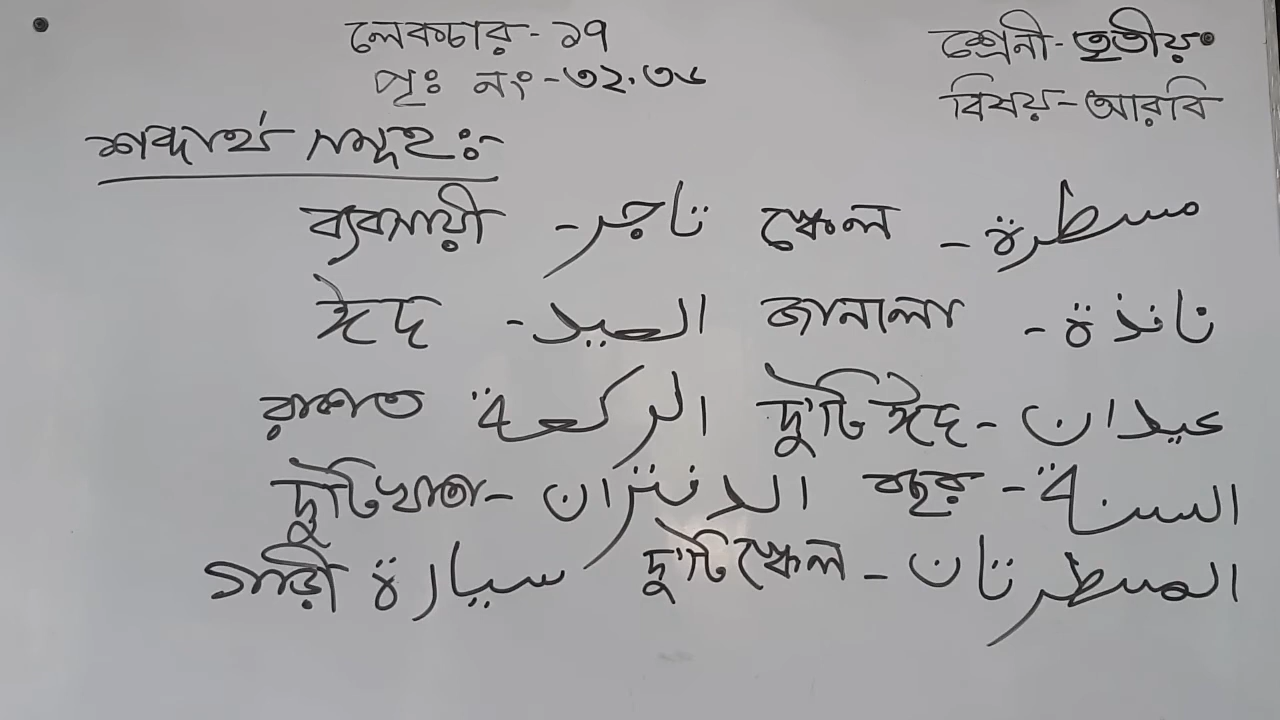 লেকচার-১৭
পৃঃ নং-৩২.৩৬
শ্রেনী-তৃতীয়
বিষয়-আরবি
শব্দার্থ সমূহঃ-
مسطرة - স্কেল تاجر - ব্যবসায়ী
نافذة - জানালা العيد - ঈদ
عيدان - দু'টি ঈদ الركعة রাকাত
السنة - বছর الدفتران - দু'টি খাতা
المسطرتان - দু'টি স্কেল سيارة গাড়ী